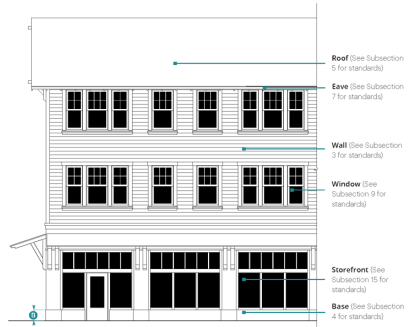 Roof (See Subsection
5 for standards)
Eave (See Subsection
7 for standards)
Wall (See Subsection
3 for standards)
Window (See
Subsection 9 for
standards)
Storefront (See
Subsection 15 for
standards)
Base (See Subsection
4 for standards)